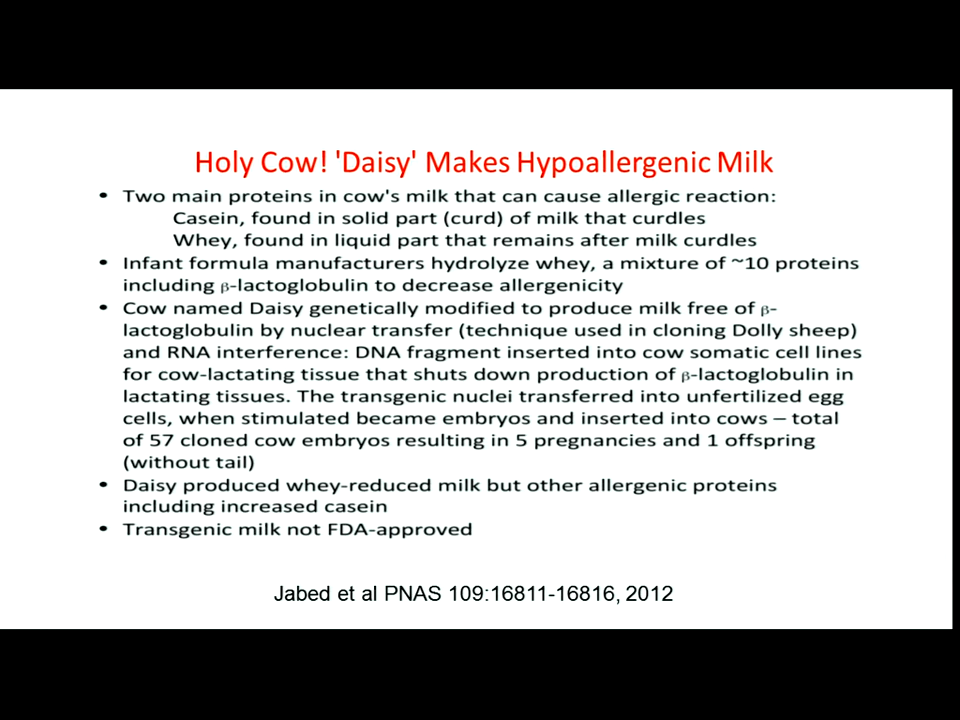 Holy Cow! 'Daisy' Makes Hypoallergenic Milk
• Two main proteins in cow's milk that can cause allergic reaction:
Casein, found in solid part (curd) of milk that curdles
Whey, found in liquid part that remains after milk curdles
• Infant formula manufacturers hydrolyze whey, a mixture of ~10 proteins
including β-lactoglobulin to decrease allergenicity
• Cow named Daisy genetically modified to produce milk free of β-
lactoglobulin by nuclear transfer (technique used in cloning Dolly sheep)
and RNA interference: DNA fragment inserted into cow somatic cell lines
for cow-lactating tissue that shuts down production of β-lactoglobulin in
lactating tissues. The transgenic nuclei transferred into unfertilized egg
cells, when stimulated became embryos and inserted into cows – total
of 57 cloned cow embryos resulting in 5 pregnancies and 1 offspring
(without tail)
• Daisy produced whey-reduced milk but other allergenic proteins
including increased casein
• Transgenic milk not FDA-approved
Jabed et al PNAS 109:16811-16816, 2012